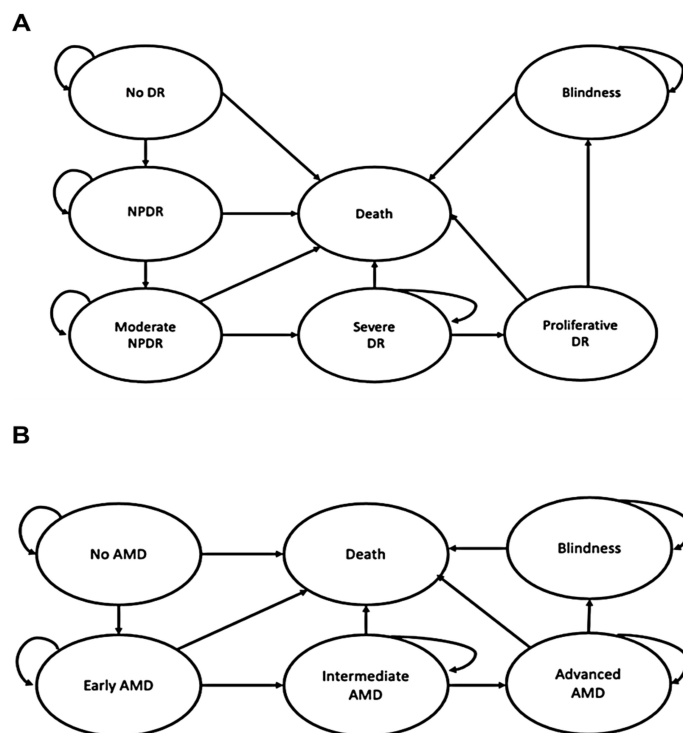 A
No DR
Blindness
NPDR
Death
Moderate
NPDR
Severe
DR
Proliferative
DR
B
No AMD
Death
Blindness
Early AMD
Intermediate
AMD
Advanced
AMD